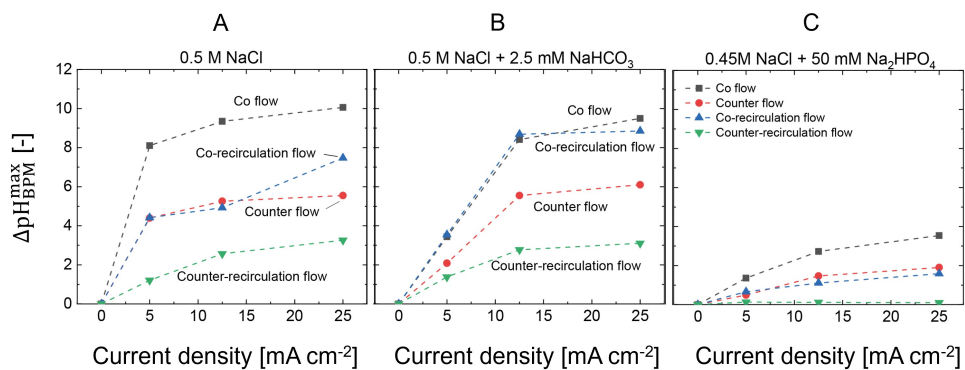 A B C
0.5 M NaCl 0.5 M NaCl + 2.5 mM NaHCO₃ 0.45M NaCl + 50 mM Na₂HPO₄
ΔpH^max_BPM [-]
12
10
8
6
4
2
0
Co flow
Co-recirculation flow
Counter flow
Counter-recirculation flow
0 5 10 15 20 25
Current density [mA cm⁻²]
Co flow
Co-recirculation flow
Counter flow
Counter-recirculation flow
0 5 10 15 20 25
Current density [mA cm⁻²]
Co flow
Counter flow
Co-recirculation flow
Counter-recirculation flow
0 5 10 15 20 25
Current density [mA cm⁻²]